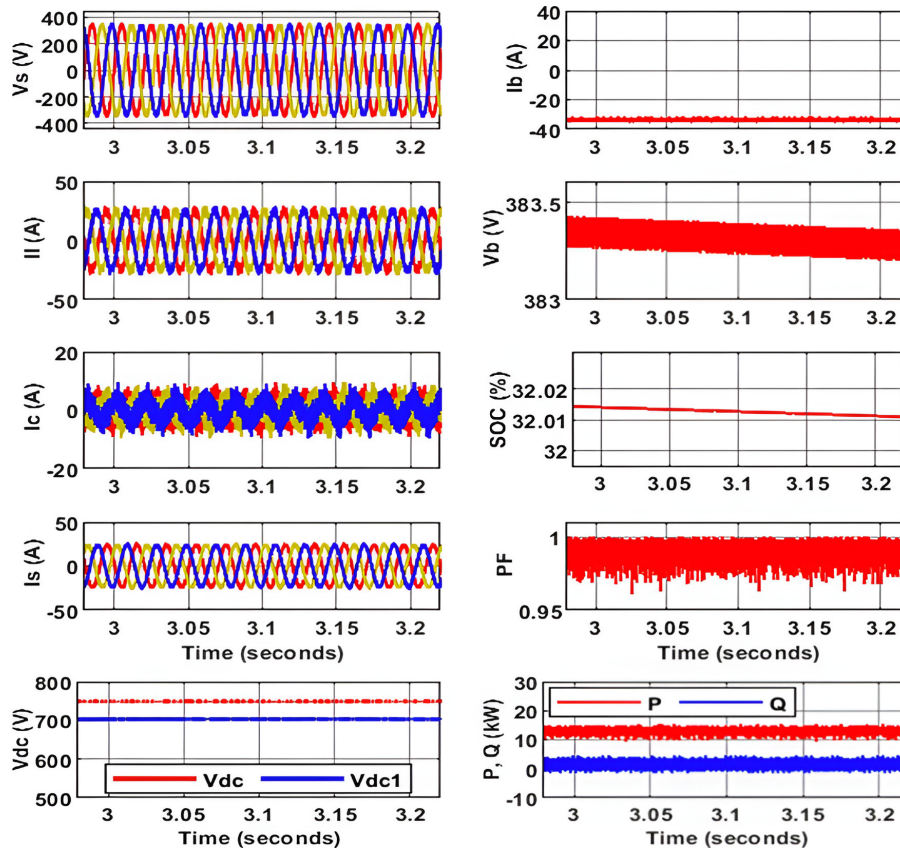 400
200
0
-200
-400
Vs (V)
3 3.05 3.1 3.15 3.2
40
20
0
-20
-40
Ib (A)
3 3.05 3.1 3.15 3.2
50
0
-50
Il (A)
3 3.05 3.1 3.15 3.2
383.5
383
Vb (V)
3 3.05 3.1 3.15 3.2
20
0
-20
Ic (A)
3 3.05 3.1 3.15 3.2
32.02
32.01
32
SOC (%)
3 3.05 3.1 3.15 3.2
50
0
-50
Is (A)
3 3.05 3.1 3.15 3.2
Time (seconds)
1
0.95
PF
3 3.05 3.1 3.15 3.2
Time (seconds)
800
700
600
500
Vdc (V)
Vdc Vdc1
3 3.05 3.1 3.15 3.2
Time (seconds)
30
20
10
0
-10
P, Q (kW)
P Q
3 3.05 3.1 3.15 3.2
Time (seconds)